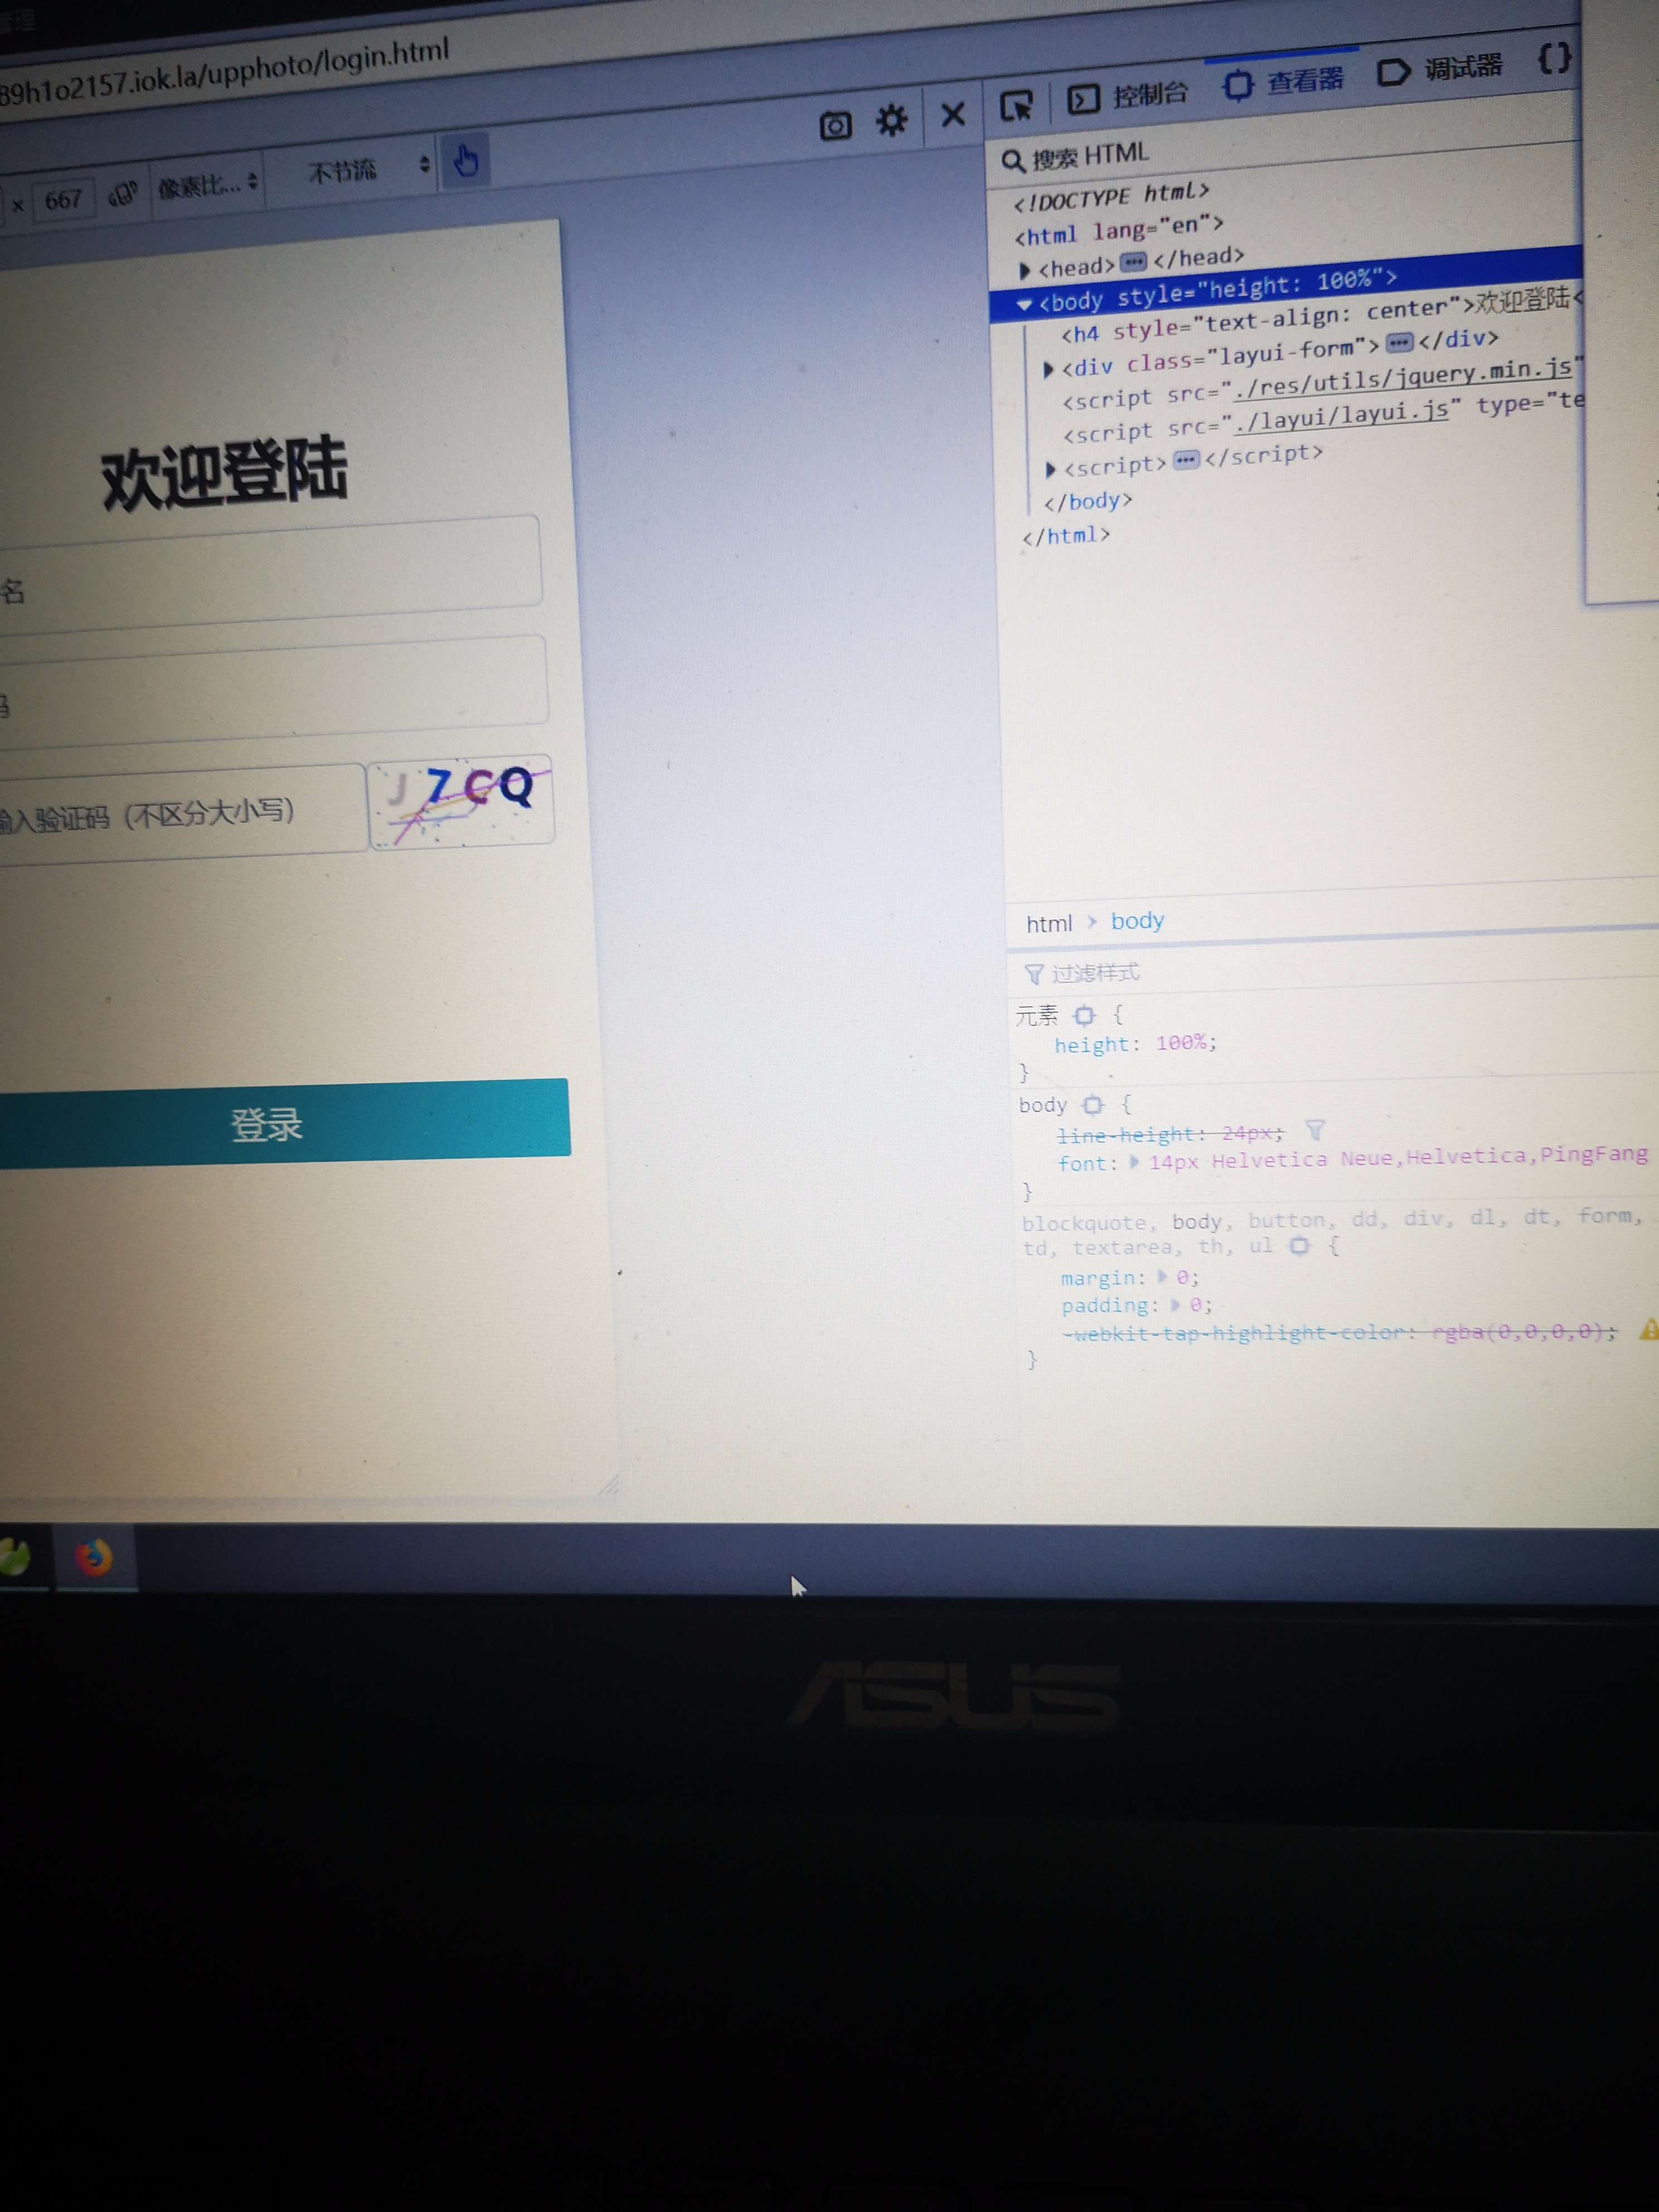 管理
89h1o2157.iok.la/upphoto/login.html
× 667 像素比... 不节流
欢迎登陆
名
码
输入验证码（不区分大小写）
J7CQ
登录
控制台 查看器 调试器 {}
搜索 HTML
<!DOCTYPE html>
<html lang="en">
<head>•••</head>
<body style="height: 100%">
<h4 style="text-align: center">欢迎登陆<
<div class="layui-form">•••</div>
<script src="./res/utils/jquery.min.js"
<script src="./layui/layui.js" type="te
<script>•••</script>
</body>
</html>
html > body
过滤样式
元素 {
height: 100%;
}
body {
line-height: 24px;
font: 14px Helvetica Neue,Helvetica,PingFang
}
blockquote, body, button, dd, div, dl, dt, form,
td, textarea, th, ul {
margin: 0;
padding: 0;
-webkit-tap-highlight-color: rgba(0,0,0,0);
}
ASUS